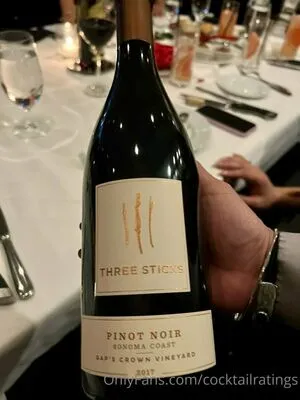 THREE STICKS
PINOT NOIR
SONOMA COAST
GAP'S CROWN VINEYARD
2017
OnlyFans.com/cocktailratings